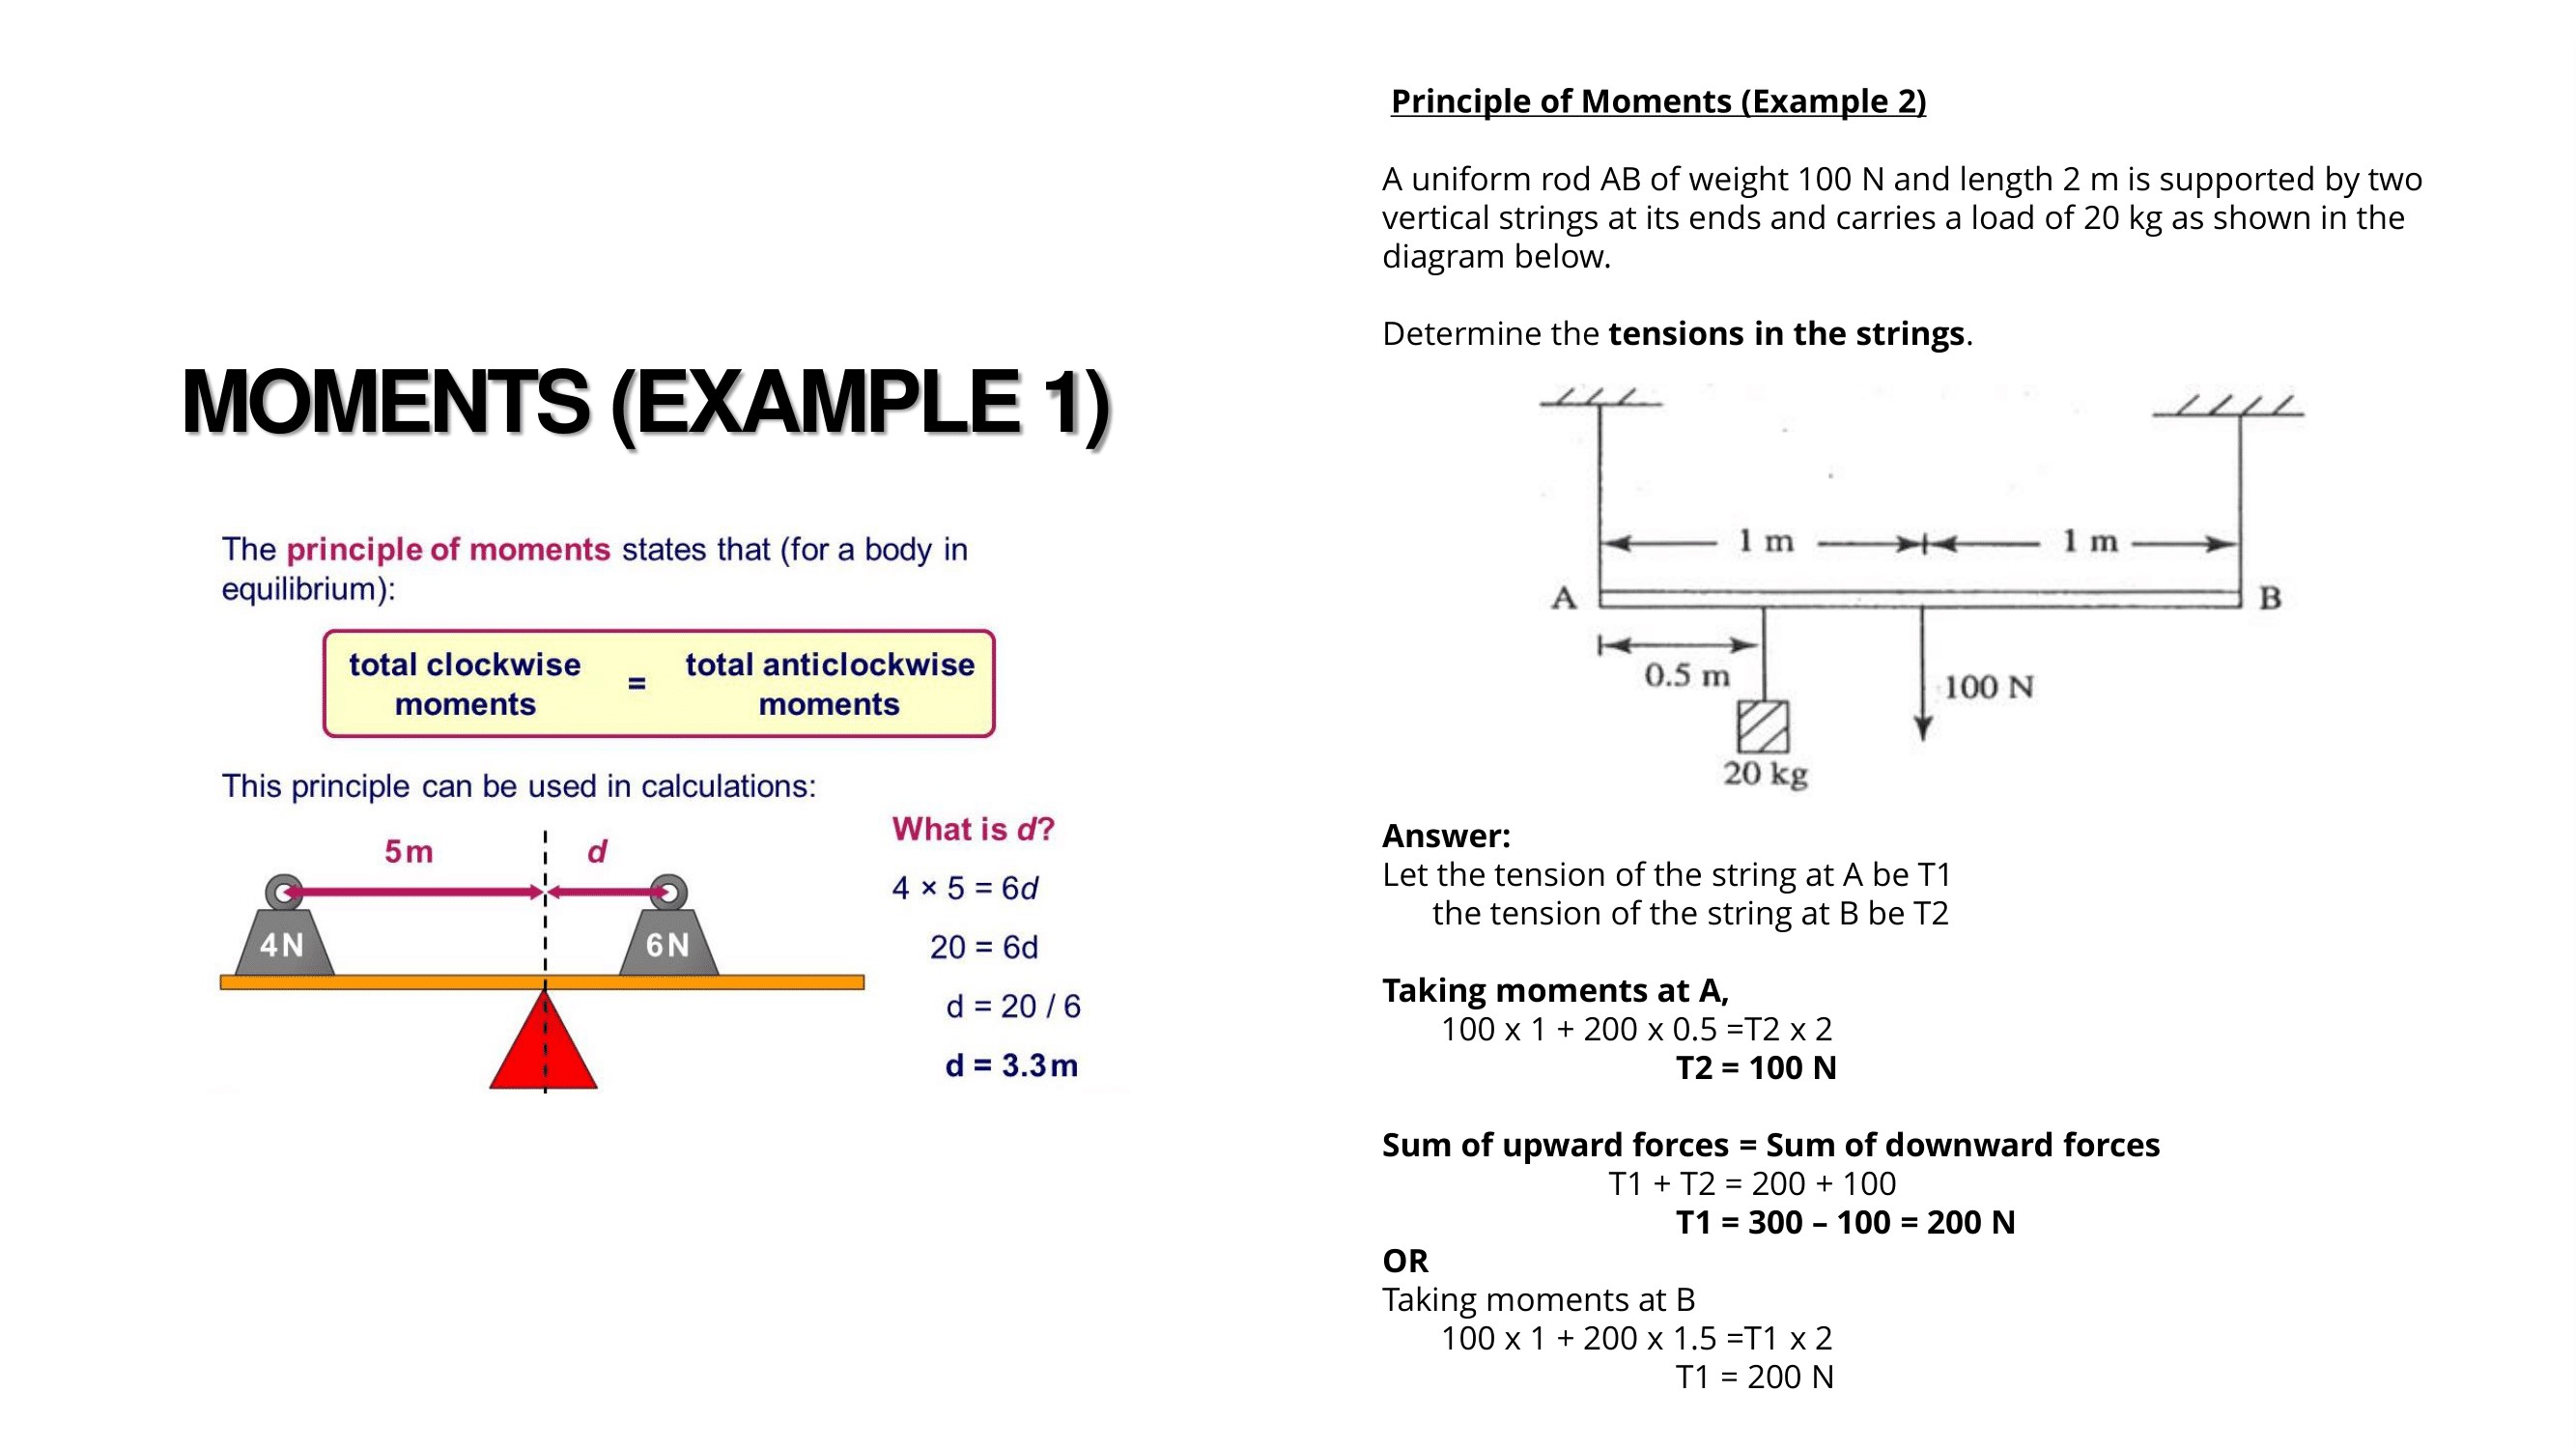 MOMENTS (EXAMPLE 1)
The principle of moments states that (for a body in
equilibrium):
total clockwise moments = total anticlockwise moments
This principle can be used in calculations:
5m d
4N 6N
What is d?
4 × 5 = 6d
20 = 6d
d = 20 / 6
d = 3.3m
Principle of Moments (Example 2)
A uniform rod AB of weight 100 N and length 2 m is supported by two
vertical strings at its ends and carries a load of 20 kg as shown in the
diagram below.
Determine the tensions in the strings.
1 m 1 m
A B
0.5 m
100 N
20 kg
Answer:
Let the tension of the string at A be T1
the tension of the string at B be T2
Taking moments at A,
100 x 1 + 200 x 0.5 =T2 x 2
T2 = 100 N
Sum of upward forces = Sum of downward forces
T1 + T2 = 200 + 100
T1 = 300 – 100 = 200 N
OR
Taking moments at B
100 x 1 + 200 x 1.5 =T1 x 2
T1 = 200 N